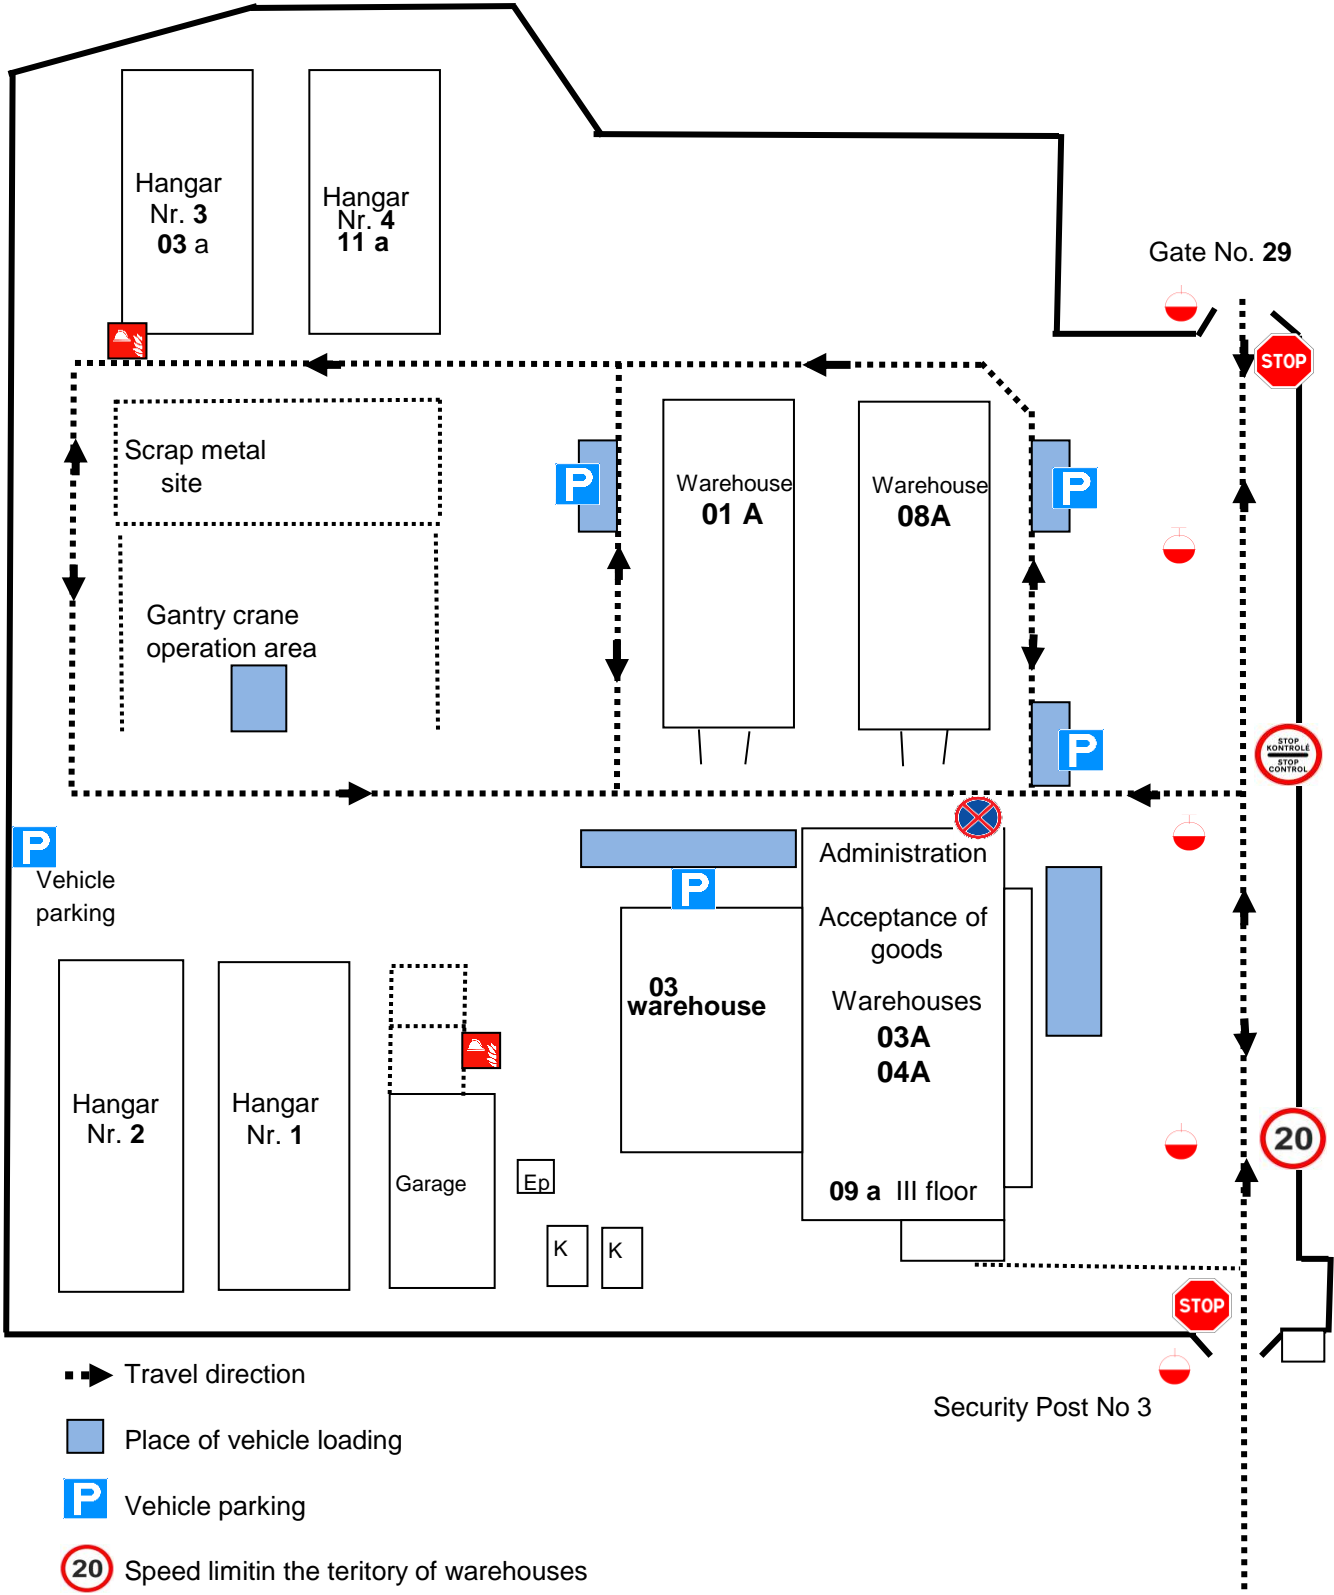 Hangar
Nr. 3
03 a
Hangar
Nr. 4
11 a
Gate No. 29
STOP
Scrap metal
site
P
Warehouse
01 A
Warehouse
08A
P
Gantry crane
operation area
P
STOP
KONTROLĖ
STOP
CONTROL
P
Vehicle
parking
P
Administration
Acceptance of
goods
Warehouses
03A
04A
09 a III floor
03
warehouse
Hangar
Nr. 2
Hangar
Nr. 1
Garage
Ep
K
K
20
STOP
Security Post No 3
Travel direction
Place of vehicle loading
P
Vehicle parking
20
Speed limitin the teritory of warehouses